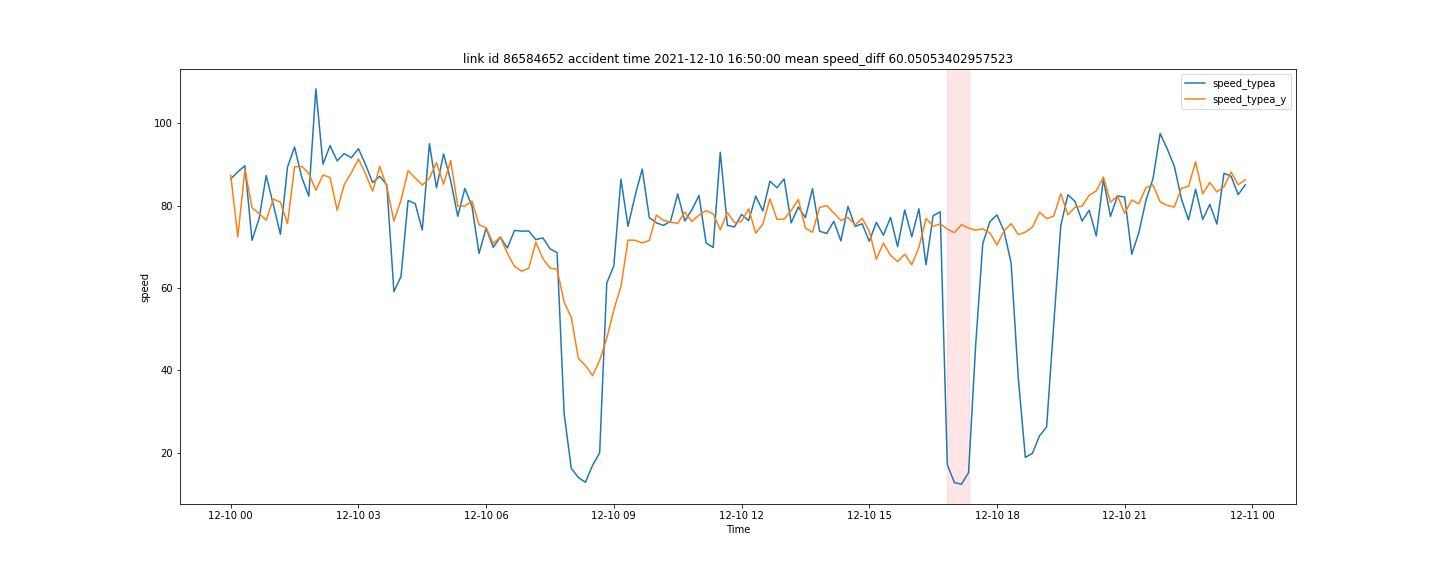 link id 86584652 accident time 2021-12-10 16:50:00 mean speed_diff 60.05053402957523
speed_typea
speed_typea_y
100
80
60
40
20
speed
12-10 00 12-10 03 12-10 06 12-10 09 12-10 12 12-10 15 12-10 18 12-10 21 12-11 00
Time